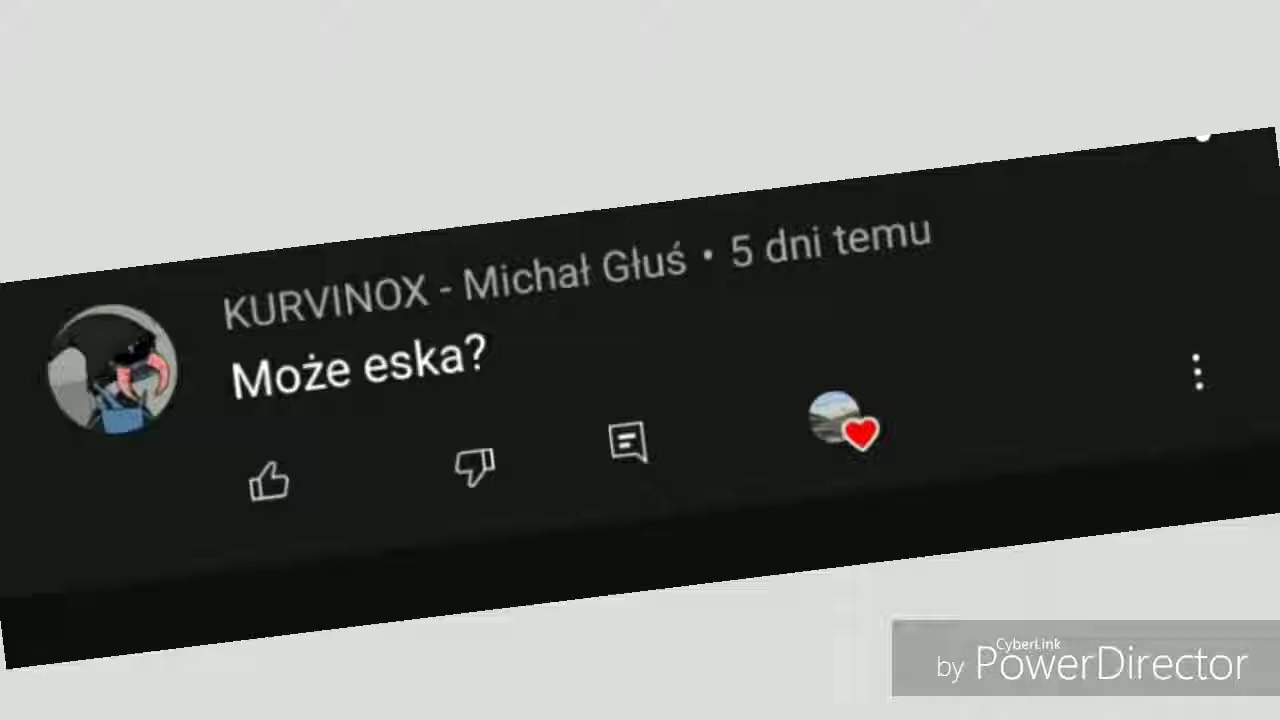 KURVINOX - Michał Głuś • 5 dni temu
Może eska?
CyberLink
by PowerDirector